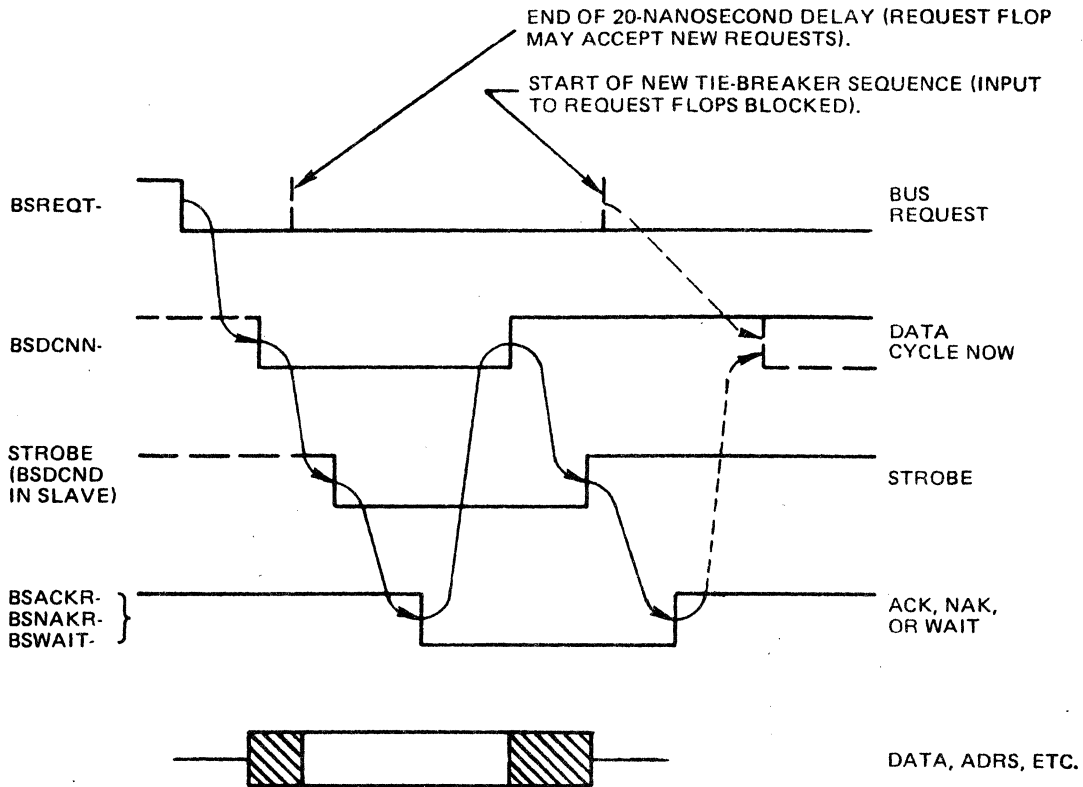 END OF 20-NANOSECOND DELAY (REQUEST FLOP
MAY ACCEPT NEW REQUESTS).
START OF NEW TIE-BREAKER SEQUENCE (INPUT
TO REQUEST FLOPS BLOCKED).
BSREQT-
BUS
REQUEST
BSDCNN-
DATA
CYCLE NOW
STROBE
(BSDCND
IN SLAVE)
STROBE
BSACKR-
BSNAKR-
BSWAIT-
ACK, NAK,
OR WAIT
DATA, ADRS, ETC.